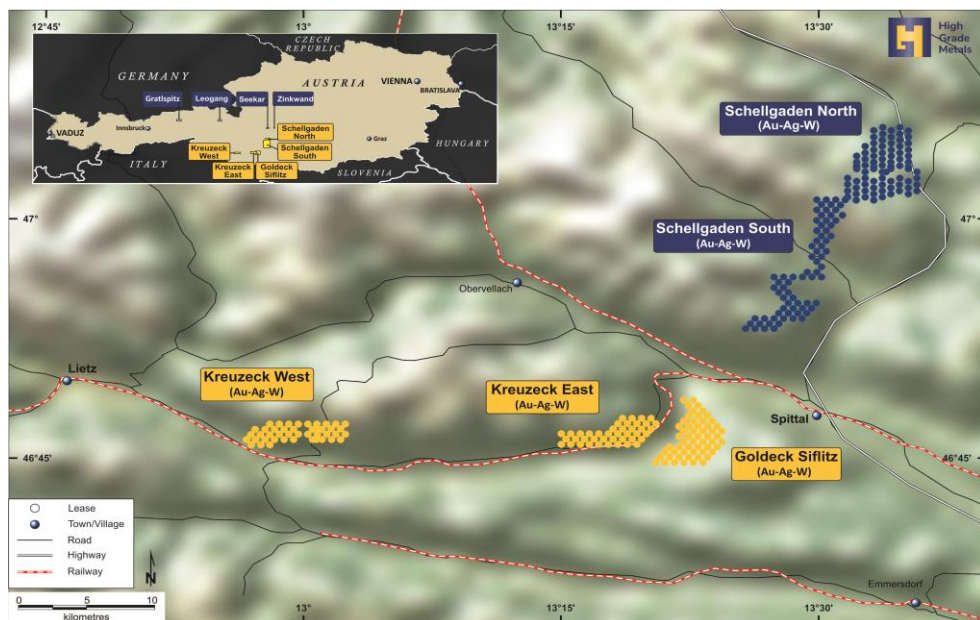 12°45'
13°
13°15'
13°30'
High
Grade
Metals
CZECH
REPUBLIC
GERMANY
AUSTRIA
VIENNA
BRATISLAVA
Gratlspitz
Leogang
Seekar
Zinkwand
VADUZ
Innsbruck
Schellgaden
North
Schellgaden
South
Graz
HUNGARY
Kreuzeck
West
ITALY
Kreuzeck
East
Goldeck
Siflitz
SLOVENIA
Schellgaden North
(Au-Ag-W)
47°
47°
Schellgaden South
(Au-Ag-W)
Obervellach
Lietz
Kreuzeck West
(Au-Ag-W)
Kreuzeck East
(Au-Ag-W)
Spittal
46°45'
46°45'
Goldeck Siflitz
(Au-Ag-W)
Lease
Town/Village
Road
Highway
Railway
N
0 5 10
kilometres
Emmersdorf
13°
13°15'
13°30'